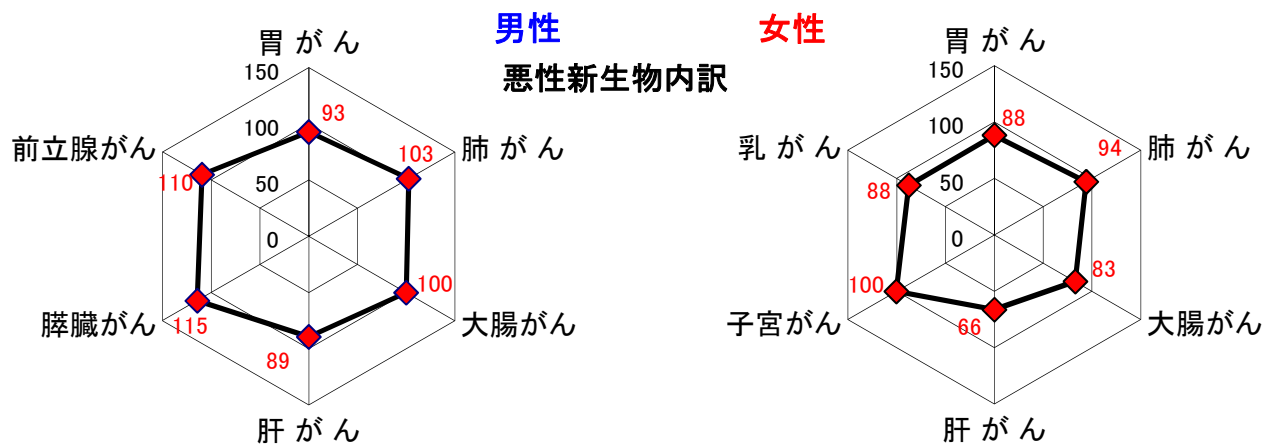 男性
女性
悪性新生物内訳
胃 が ん
150
100
50
0
93
肺 が ん
103
大腸がん
100
肝 が ん
89
膵臓がん
115
前立腺がん
110
胃 が ん
150
100
50
0
88
肺 が ん
94
大腸がん
83
肝 が ん
66
子宮がん
100
乳 が ん
88